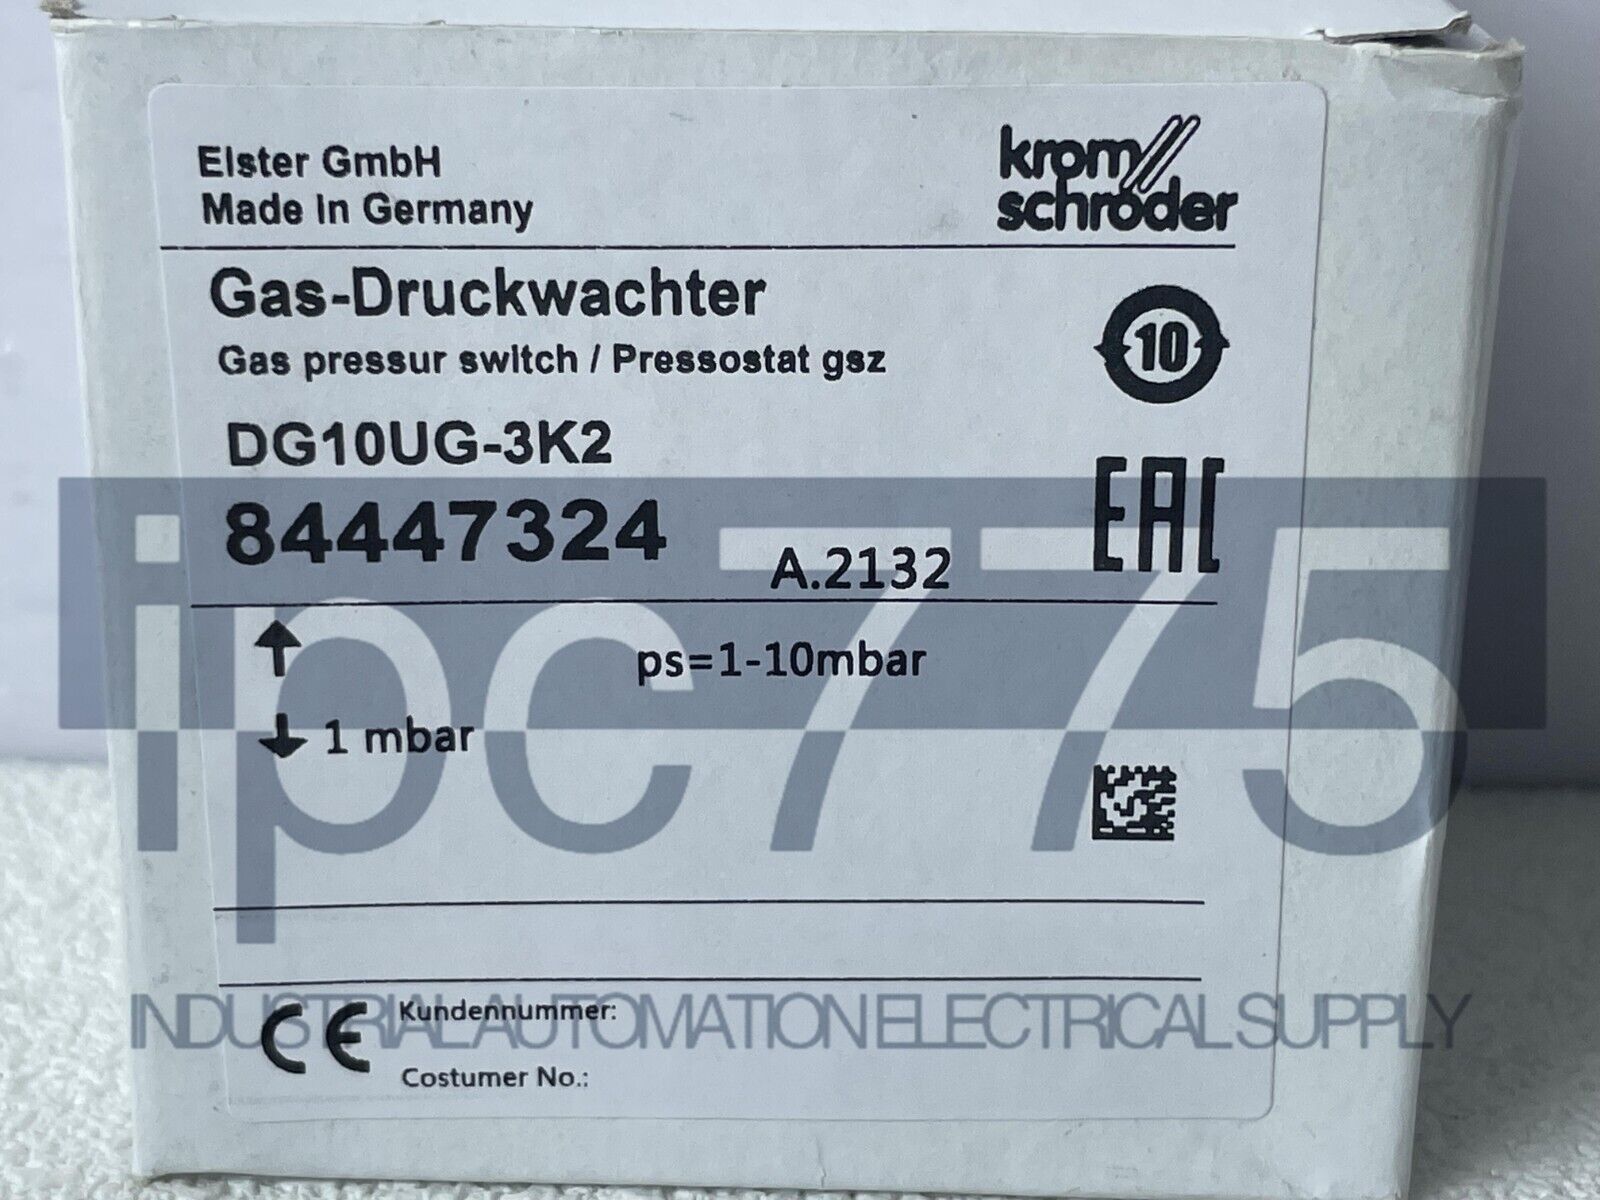 Elster GmbH
Made in Germany
krom
schröder
Gas-Druckwachter
Gas pressur switch / Pressostat gsz
10
DG10UG-3K2
84447324
A.2132
EAC
ps=1-10mbar
1 mbar
ipc775
CE
Kundennummer:
INDUSTRIAL AUTOMATION ELECTRICAL SUPPLY
Costumer No.: